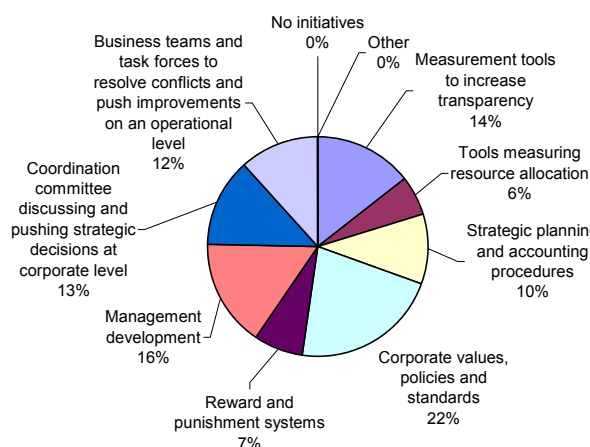 No initiatives
0%
Other
0%
Measurement tools
to increase
transparency
14%
Tools measuring
resource allocation
6%
Strategic
and accounting
procedures
10%
Corporate values,
policies and
standards
22%
Reward and
punishment systems
7%
Management
development
16%
Coordination
committee
discussing and
pushing strategic
decisions at
corporate level
13%
Business teams and
task forces to
resolve conflicts and
push improvements
on an operational
level
12%